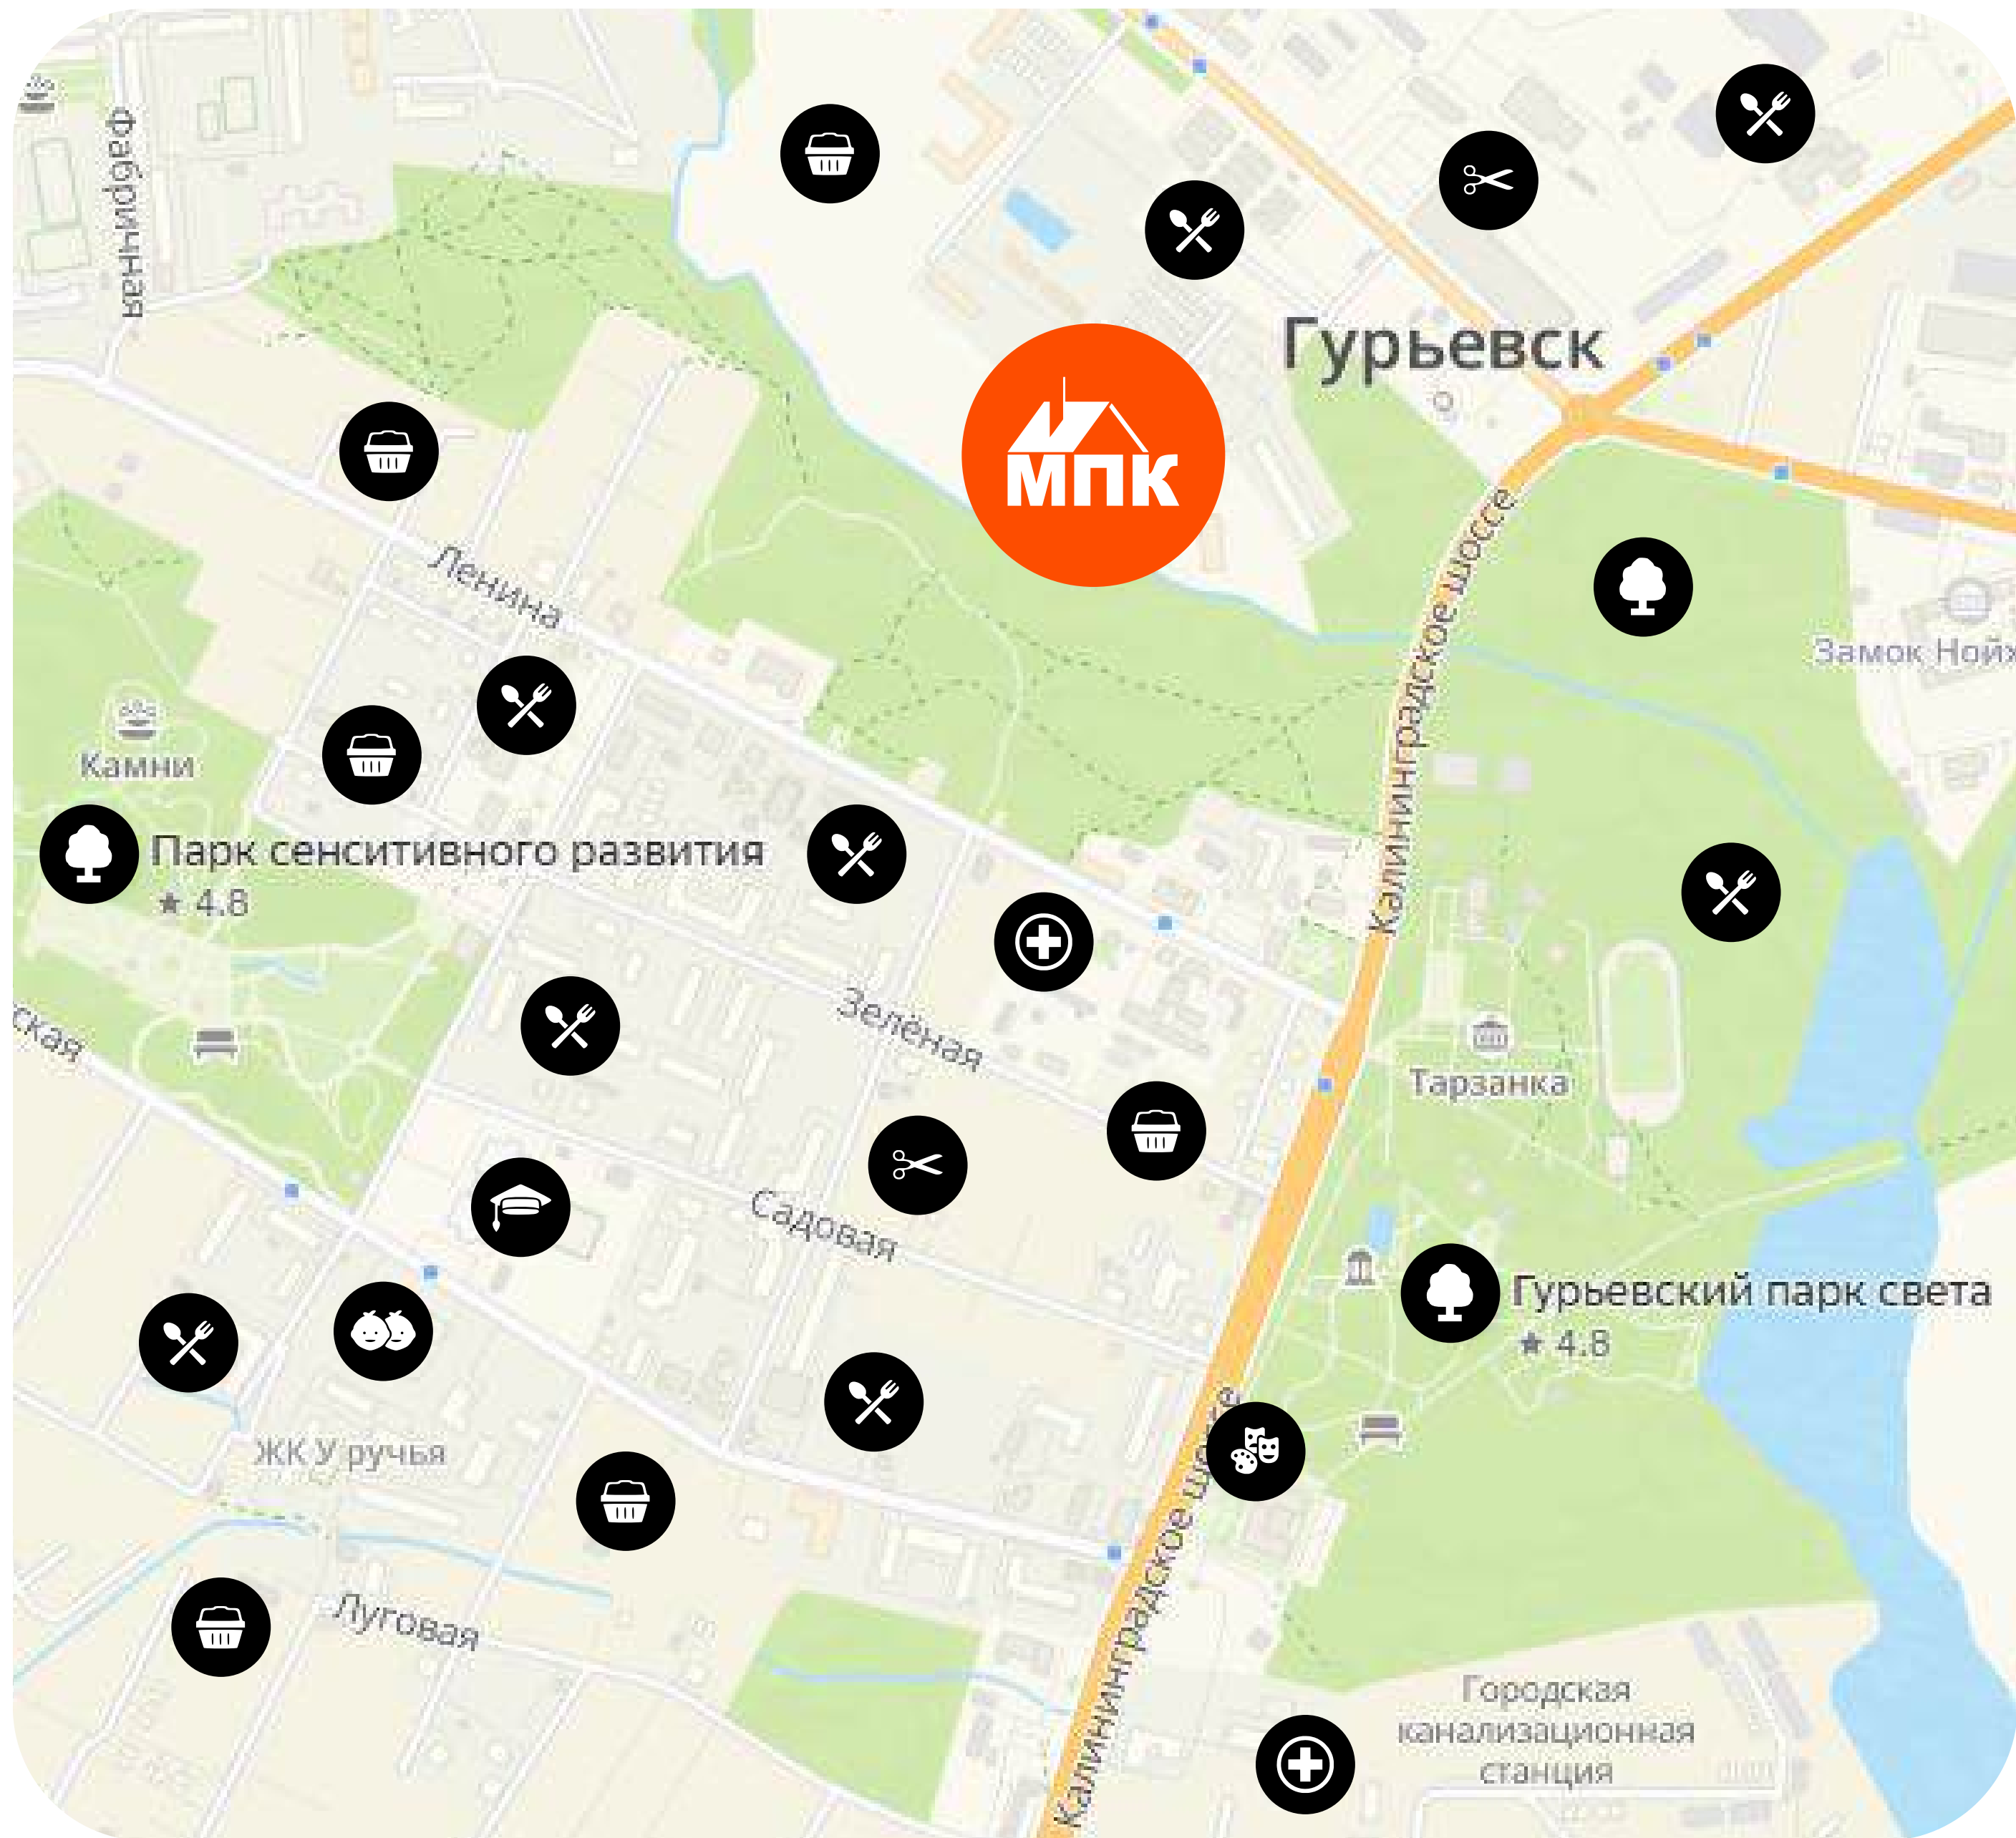 Фабричная
Гурьевск
МПК
Ленина
Калининградское шоссе
Замок Ной
Камни
Парк сенситивного развития
4.8
Зелёная
ская
Тарзанка
Садовая
Гурьевский парк света
4.8
Калининградское шоссе
ЖК У ручья
Луговая
Городская
канализационная
станция